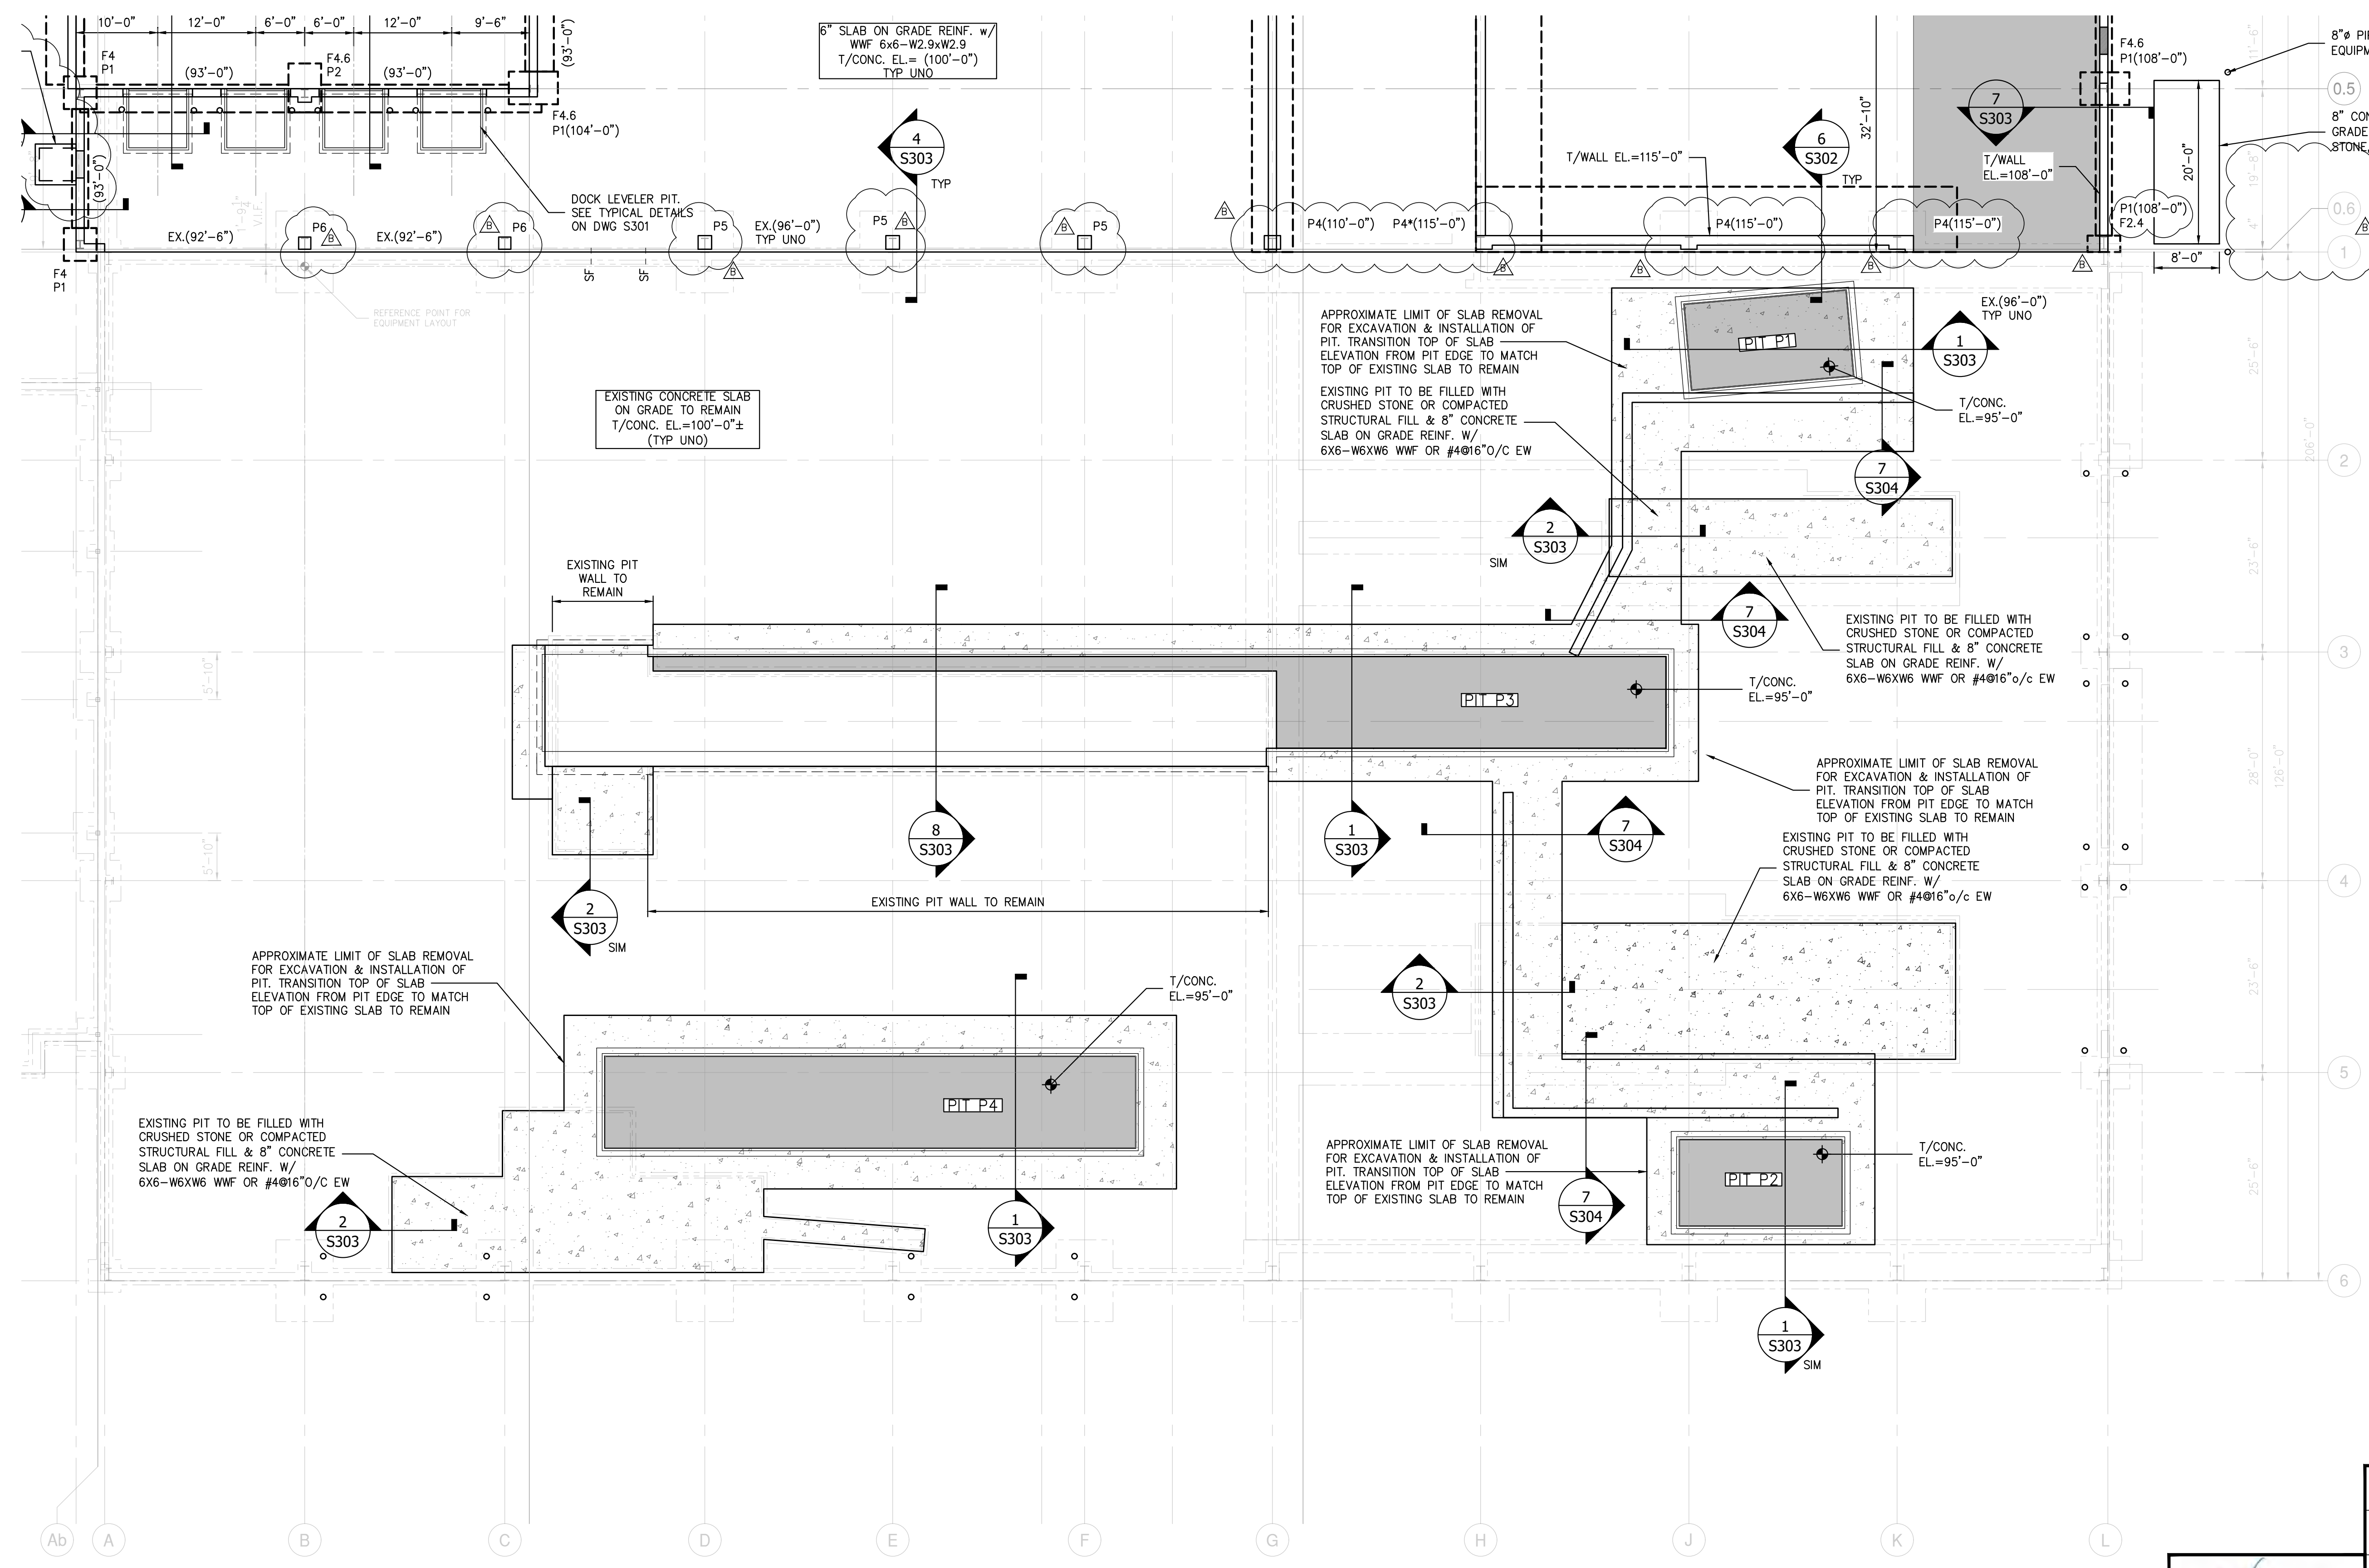 10'-0"
12'-0"
6'-0"
6'-0"
12'-0"
9'-6"
F4
P1
(93'-0")
F4.6
P2
(93'-0")
(93'-0")
F4.6
P1(104'-0")
(93'-0")
F4
P1
6" SLAB ON GRADE REINF. w/
WWF 6x6-W2.9xW2.9
T/CONC. EL.= (100'-0")
TYP UNO
4
S303
TYP
DOCK LEVELER PIT.
SEE TYPICAL DETAILS
ON DWG S301
T/WALL EL.=115'-0"
6
S302
TYP
32'-10"
7
S303
F4.6
P1(108'-0")
T/WALL
EL.=108'-0"
20'-0"
8'-0"
P1(108'-0")
F2.4
8"ø
0.5
11'-6"
19'-8"
GRADE
0.6
4"
1
1'-9 1/4"
V.I.F.
EX.(92'-6")
P6
B
EX.(92'-6")
B
P6
SF
SF
P5
EX.(96'-0")
TYP UNO
B
P5
B
B
P5
B
P4(110'-0")
P4*(115'-0")
B
P4(115'-0")
B
P4(115'-0")
B
B
B
REFERENCE POINT FOR
EQUIPMENT LAYOUT
EXISTING CONCRETE SLAB
ON GRADE TO REMAIN
T/CONC. EL.=100'-0"±
(TYP UNO)
APPROXIMATE LIMIT OF SLAB REMOVAL
FOR EXCAVATION & INSTALLATION OF
PIT. TRANSITION TOP OF SLAB
ELEVATION FROM PIT EDGE TO MATCH
TOP OF EXISTING SLAB TO REMAIN
EXISTING PIT TO BE FILLED WITH
CRUSHED STONE OR COMPACTED
STRUCTURAL FILL & 8" CONCRETE
SLAB ON GRADE REINF. W/
6X6-W6XW6 WWF OR #4@16"O/C EW
PIT P1
EX.(96'-0")
TYP UNO
1
S303
T/CONC.
EL.=95'-0"
7
S304
2
S303
SIM
25'-6"
206'-0"
2
23'-6"
EXISTING PIT
WALL TO
REMAIN
7
S304
EXISTING PIT TO BE FILLED WITH
CRUSHED STONE OR COMPACTED
STRUCTURAL FILL & 8" CONCRETE
SLAB ON GRADE REINF. W/
6X6-W6XW6 WWF OR #4@16"o/c EW
3
5'-10"
PIT P3
T/CONC.
EL.=95'-0"
28'-0"
126'-0"
APPROXIMATE LIMIT OF SLAB REMOVAL
FOR EXCAVATION & INSTALLATION OF
PIT. TRANSITION TOP OF SLAB
ELEVATION FROM PIT EDGE TO MATCH
TOP OF EXISTING SLAB TO REMAIN
8
S303
1
S303
7
S304
EXISTING PIT TO BE FILLED WITH
CRUSHED STONE OR COMPACTED
STRUCTURAL FILL & 8" CONCRETE
SLAB ON GRADE REINF. W/
6X6-W6XW6 WWF OR #4@16"o/c EW
5'-10"
4
2
S303
SIM
EXISTING PIT WALL TO REMAIN
APPROXIMATE LIMIT OF SLAB REMOVAL
FOR EXCAVATION & INSTALLATION OF
PIT. TRANSITION TOP OF SLAB
ELEVATION FROM PIT EDGE TO MATCH
TOP OF EXISTING SLAB TO REMAIN
T/CONC.
EL.=95'-0"
2
S303
23'-6"
5
PIT P4
EXISTING PIT TO BE FILLED WITH
CRUSHED STONE OR COMPACTED
STRUCTURAL FILL & 8" CONCRETE
SLAB ON GRADE REINF. W/
6X6-W6XW6 WWF OR #4@16"O/C EW
2
S303
1
S303
APPROXIMATE LIMIT OF SLAB REMOVAL
FOR EXCAVATION & INSTALLATION OF
PIT. TRANSITION TOP OF SLAB
ELEVATION FROM PIT EDGE TO MATCH
TOP OF EXISTING SLAB TO REMAIN
7
S304
PIT P2
T/CONC.
EL.=95'-0"
25'-6"
6
1
S303
SIM
Ab
A
B
C
D
E
F
G
H
J
K
L